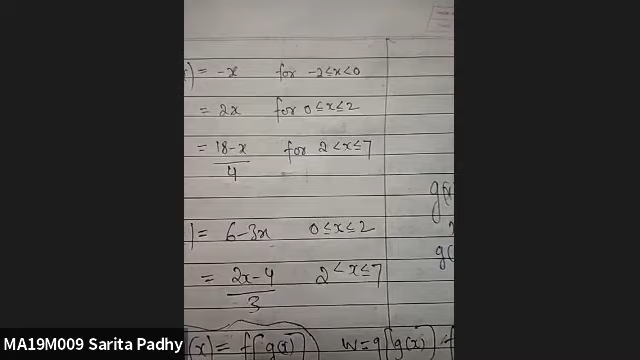 ) = -x for -2≤x<0
= 2x for 0≤x≤2
= 18-x / 4 for 2<x≤7
g(x
) = 6-3x 0≤x≤2
g(
= 2x-4 / 3 2<x≤7
(x) = f(g(x)) W = g(g(x))
MA19M009 Sarita Padhy